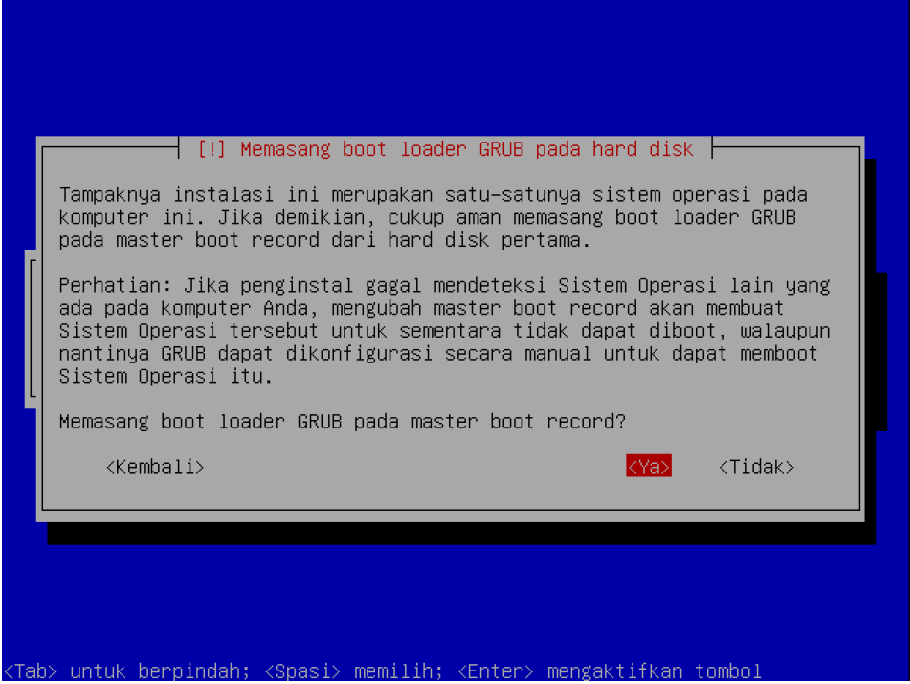 [!] Memasang boot loader GRUB pada hard disk
Tampaknya instalasi ini merupakan satu-satunya sistem operasi pada
komputer ini. Jika demikian, cukup aman memasang boot loader GRUB
pada master boot record dari hard disk pertama.
Perhatian: Jika penginstal gagal mendeteksi Sistem Operasi lain yang
ada pada komputer Anda, mengubah master boot record akan membuat
Sistem Operasi tersebut untuk sementara tidak dapat diboot, walaupun
nantinya GRUB dapat dikonfigurasi secara manual untuk dapat memboot
Sistem Operasi itu.
Memasang boot loader GRUB pada master boot record?
<Kembali> <Ya> <Tidak>
<Tab> untuk berpindah; <Spasi> memilih; <Enter> mengaktifkan tombol